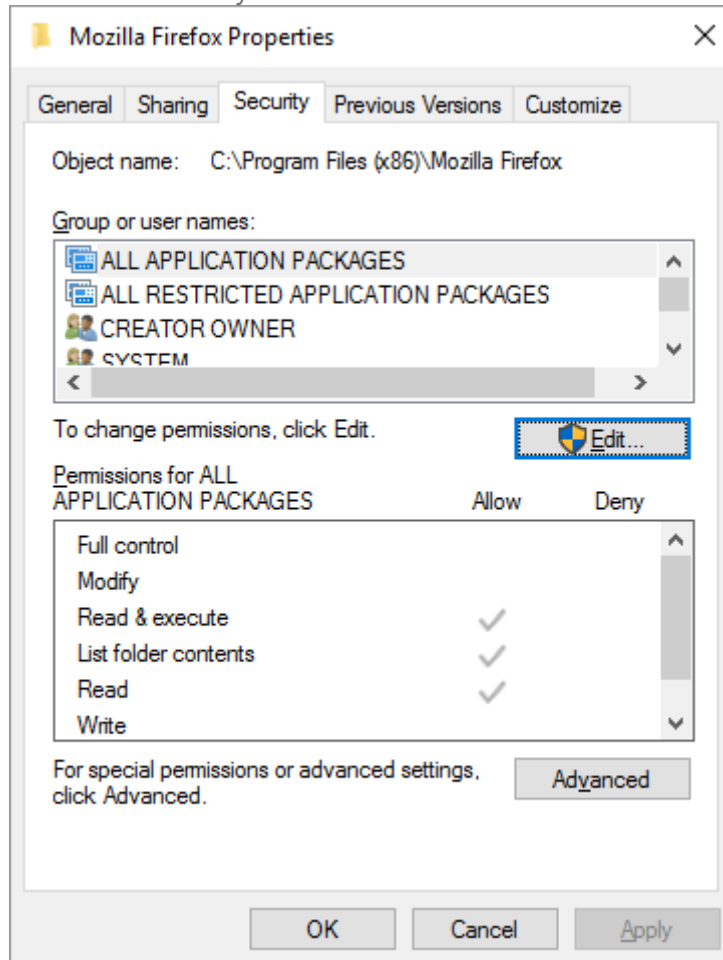 Mozilla Firefox Properties
General Sharing Security Previous Versions Customize
Object name: C:\Program Files (x86)\Mozilla Firefox
Group or user names:
ALL APPLICATION PACKAGES
ALL RESTRICTED APPLICATION PACKAGES
CREATOR OWNER
SYSTEM
To change permissions, click Edit.
Edit...
Permissions for ALL
APPLICATION PACKAGES Allow Deny
Full control
Modify
Read & execute
List folder contents
Read
Write
For special permissions or advanced settings,
click Advanced.
Advanced
OK Cancel Apply